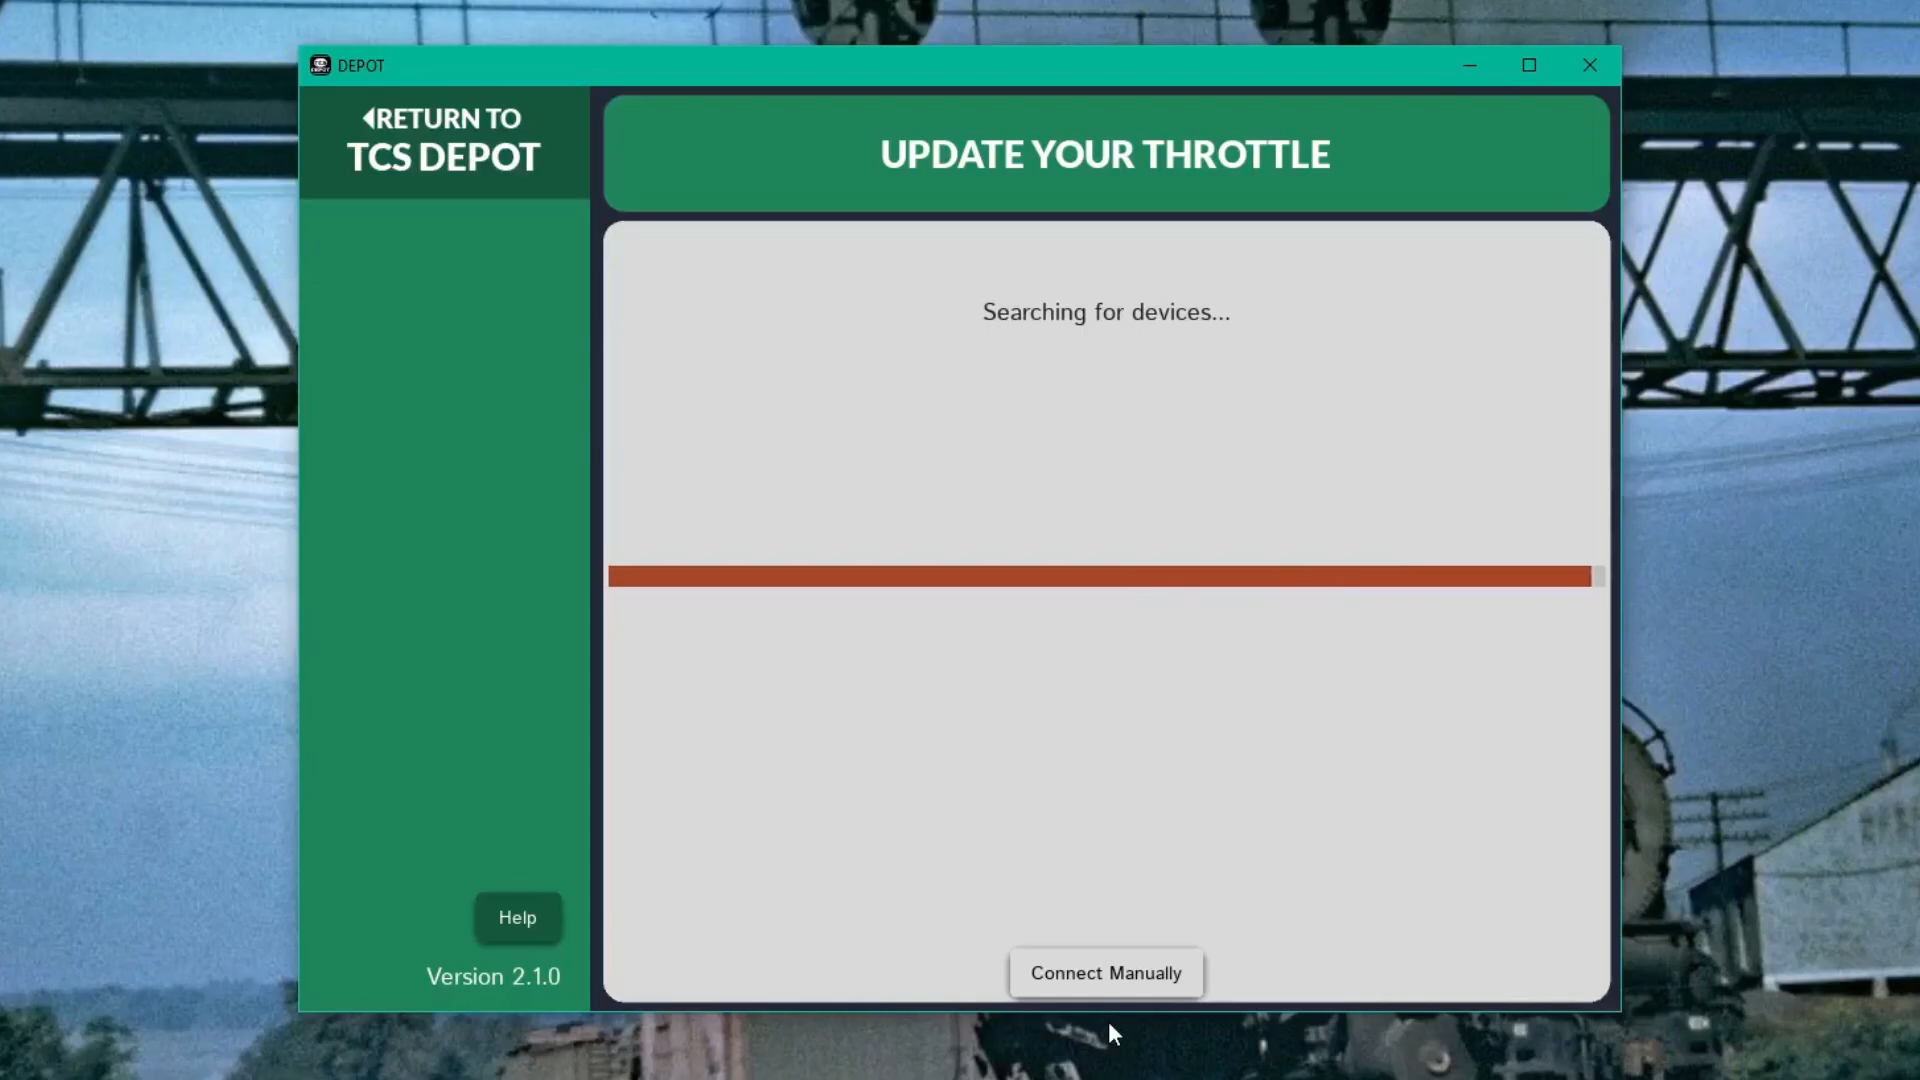 DEPOT
RETURN TO
TCS DEPOT
UPDATE YOUR THROTTLE
Searching for devices...
Connect Manually
Help
Version 2.1.0